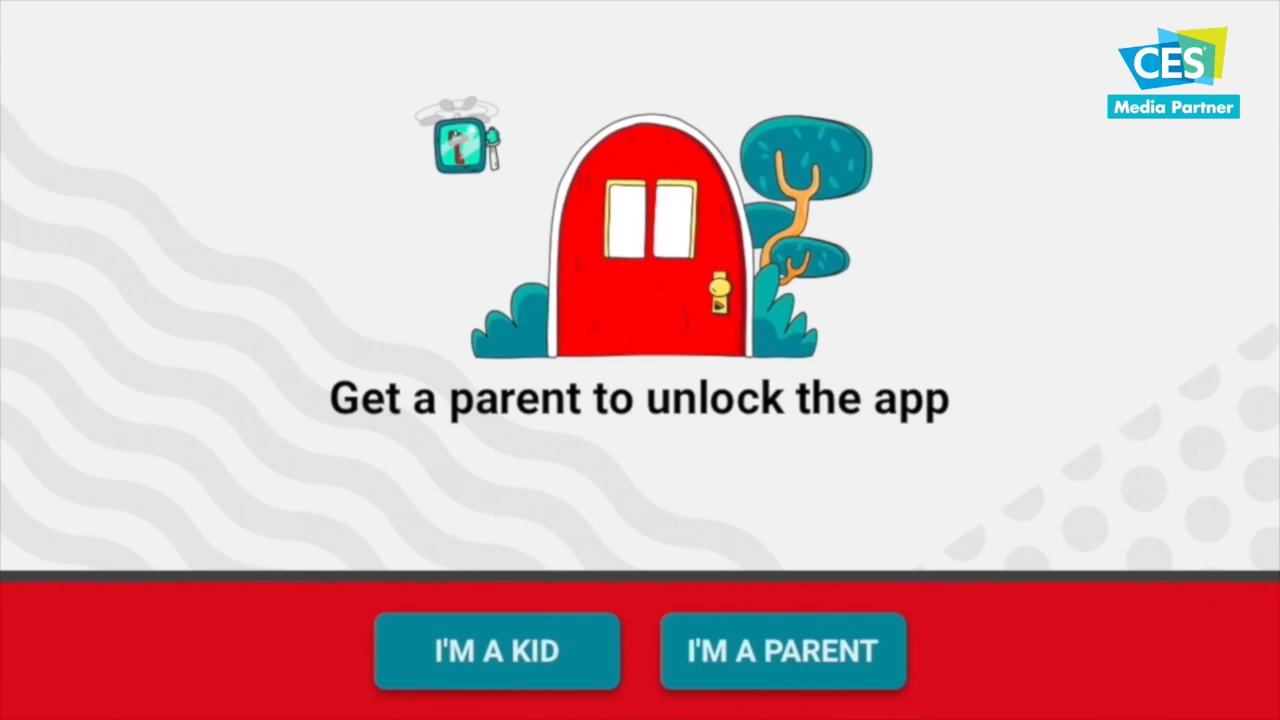 CES
Media Partner
Get a parent to unlock the app
I'M A KID
I'M A PARENT